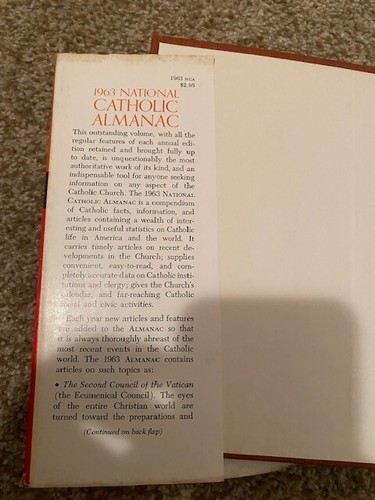 1963 NCA
$2.95
1963 NATIONAL
CATHOLIC
ALMANAC
This outstanding volume, with all the
regular features of each annual edi-
tion retained and brought fully up
to date, is unquestionably the most
authoritative work of its kind, and an
indispensable tool for anyone seeking
information on any aspect of the
Catholic Church. The 1963 NATIONAL
CATHOLIC ALMANAC is a compendium
of Catholic facts, information, and
articles containing a wealth of inter-
esting and useful statistics on Catholic
life in America and the world. It
carries timely articles on recent de-
velopments in the Church; supplies
convenient, easy-to-read, and com-
pletely accurate data on Catholic insti-
tutions and clergy; gives the Church's
calendar, and far-reaching Catholic
social and civic activities.
Each year new articles and features
are added to the ALMANAC so that
it is always thoroughly abreast of the
most recent events in the Catholic
world. The 1963 ALMANAC contains
articles on such topics as:
• The Second Council of the Vatican
(the Ecumenical Council). The eyes
of the entire Christian world are
turned toward the preparations and
(Continued on back flap)